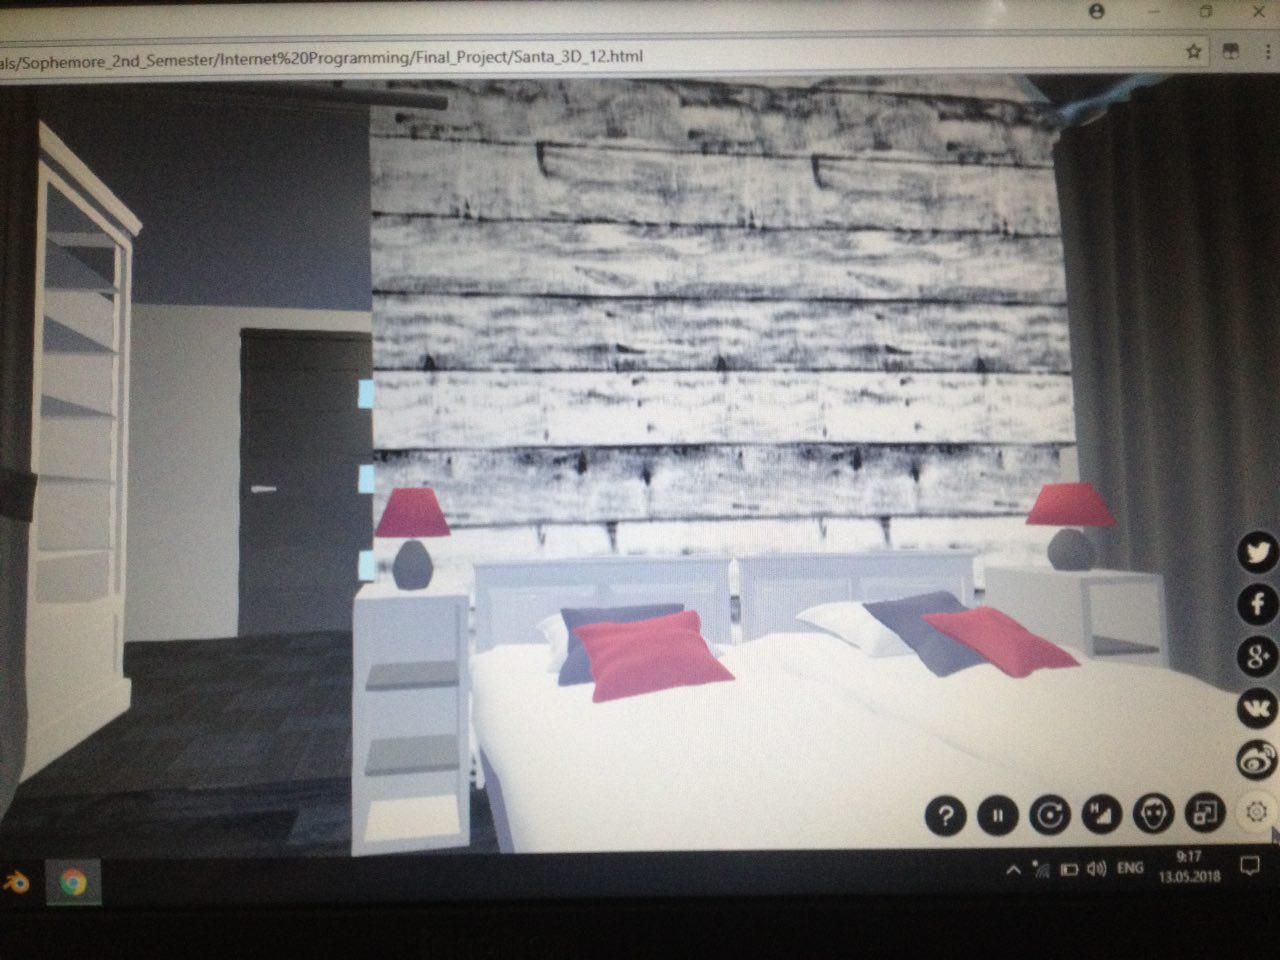 als/Sophemore_2nd_Semester/Internet%20Programming/Final_Project/Santa_3D_12.html
f
g+
?
H
ENG
9:17
13.05.2018